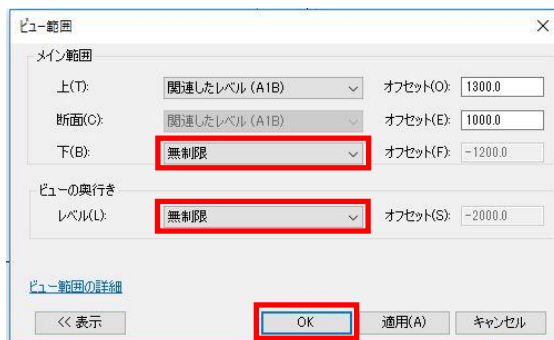 ビュー範囲
メイン範囲
上(T): 関連したレベル (A1B) オフセット(O): 1300.0
断面(C): 関連したレベル (A1B) オフセット(E): 1000.0
下(B): 無制限 オフセット(F): -1200.0
ビューの奥行き
レベル(L): 無制限 オフセット(S): -2000.0
ビュー範囲の詳細
<< 表示 OK 適用(A) キャンセル